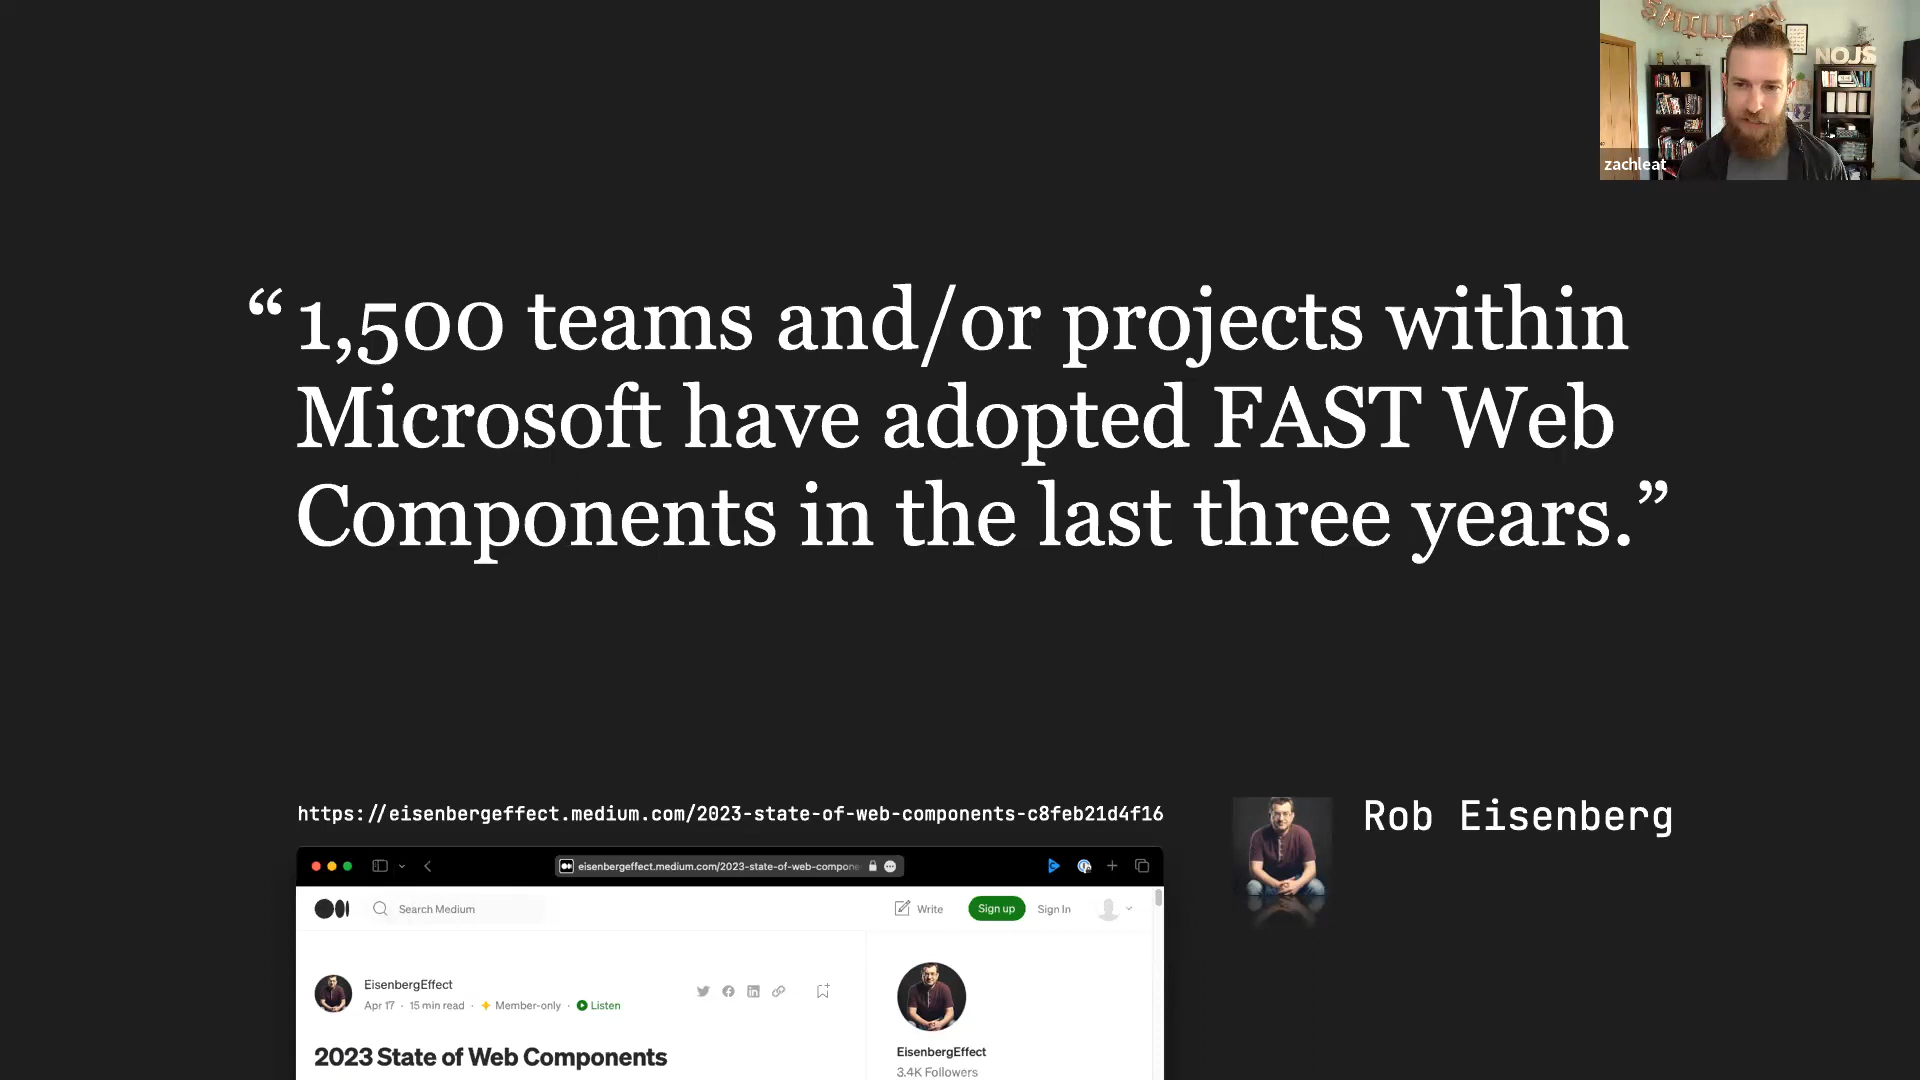 SMILLION
NOJS
zachleat
“1,500 teams and/or projects within
Microsoft have adopted FAST Web
Components in the last three years.”
https://eisenbergeffect.medium.com/2023-state-of-web-components-c8feb21d4f16
Rob Eisenberg
eisenbergeffect.medium.com/2023-state-of-web-compone
Search Medium
Write
Sign up
Sign In
EisenbergEffect
Apr 17 · 15 min read · Member-only · Listen
2023 State of Web Components
EisenbergEffect
3.4K Followers